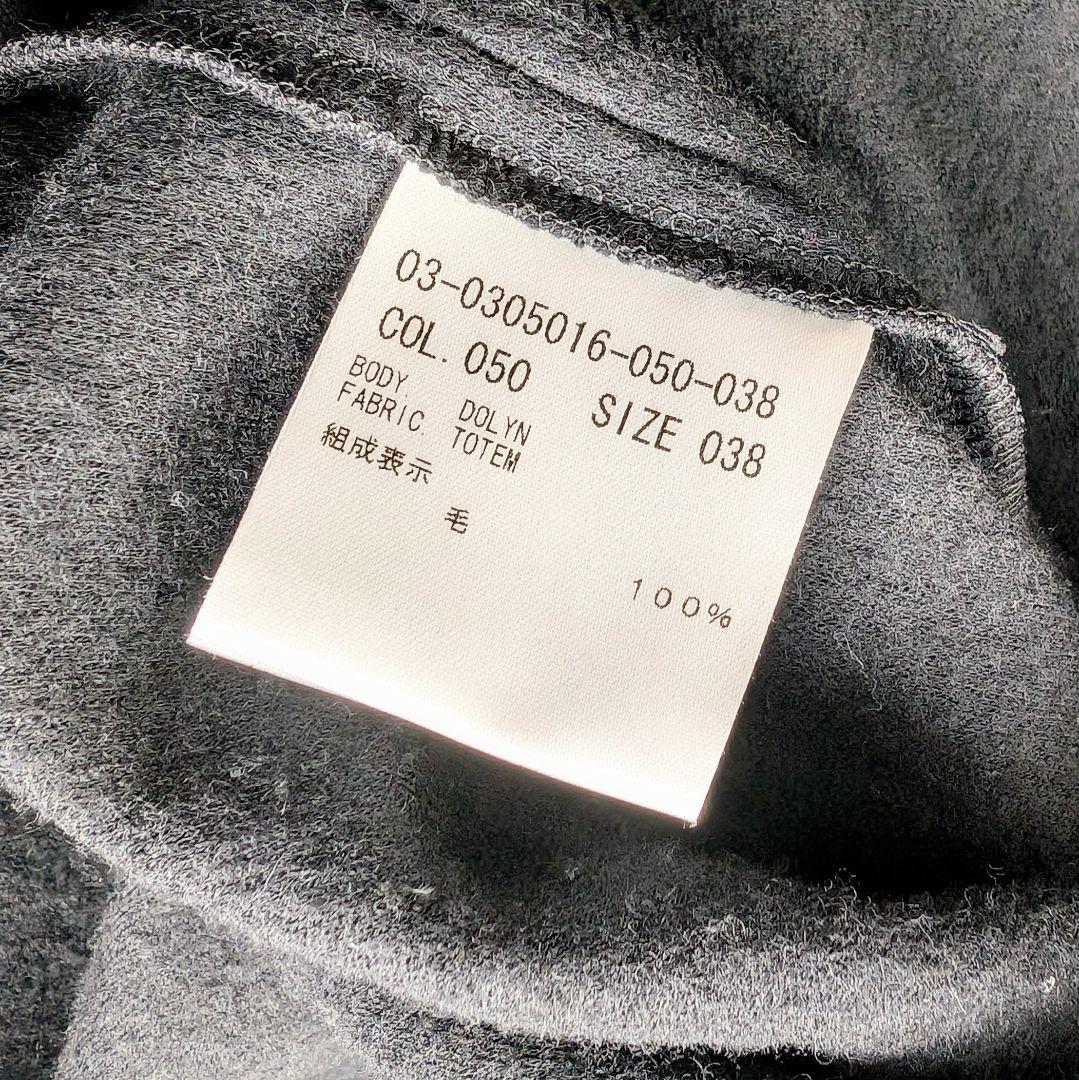 03-0305016-050-038
COL. 050 SIZE 038
BODY DOLYN
FABRIC TOTEM
組成表示
毛 100%